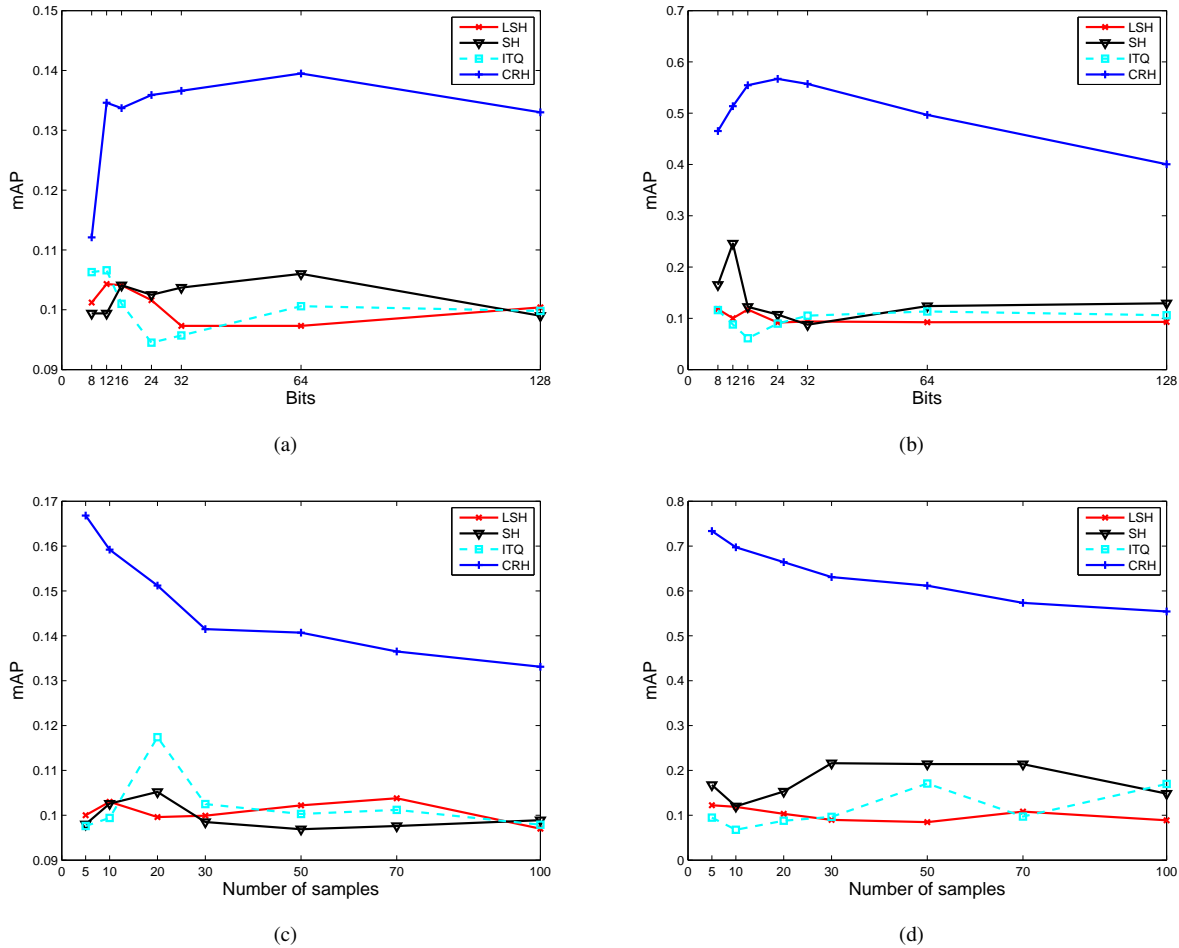 0.15
0.14
0.13
0.12
0.11
0.1
0.09
mAP
0 8 12 16 24 32 64 128
Bits
LSH
SH
ITQ
CRH
(a)
0.7
0.6
0.5
0.4
0.3
0.2
0.1
0
mAP
0 8 12 16 24 32 64 128
Bits
LSH
SH
ITQ
CRH
(b)
0.17
0.16
0.15
0.14
0.13
0.12
0.11
0.1
0.09
mAP
0 5 10 20 30 50 70 100
Number of samples
LSH
SH
ITQ
CRH
(c)
0.8
0.7
0.6
0.5
0.4
0.3
0.2
0.1
0
mAP
0 5 10 20 30 50 70 100
Number of samples
LSH
SH
ITQ
CRH
(d)